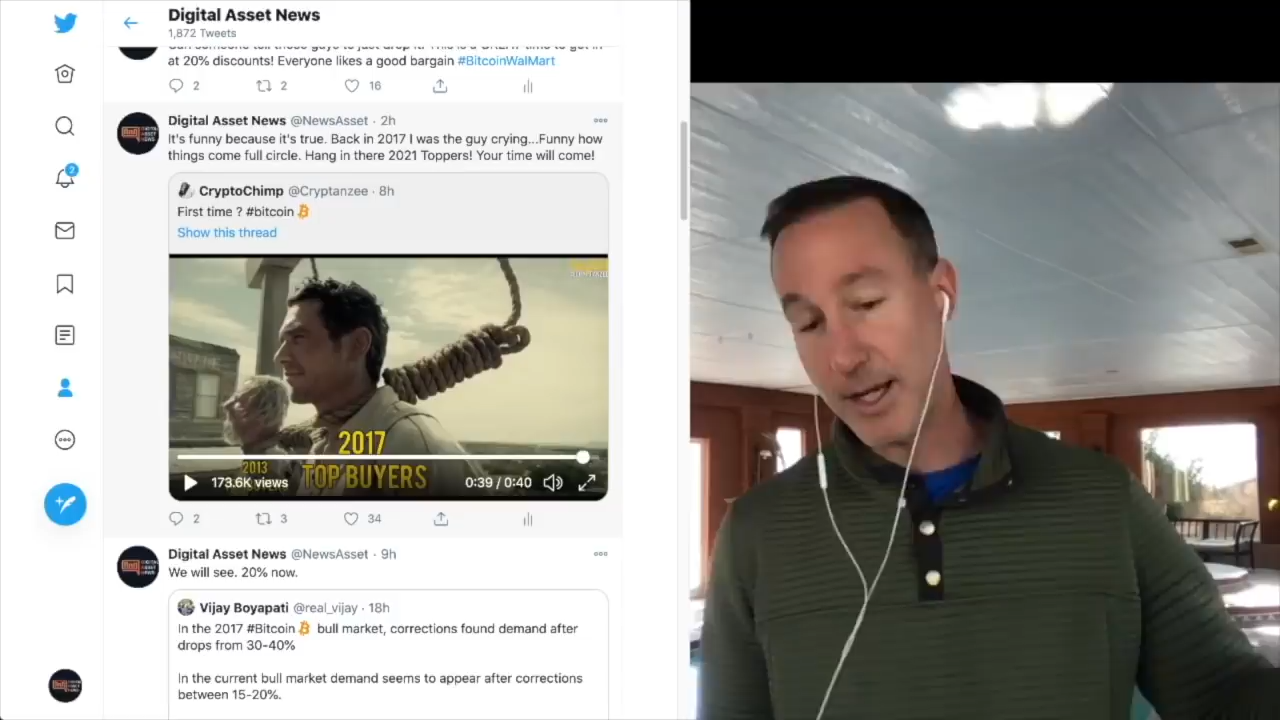 Digital Asset News
1,872 Tweets
at 20% discounts! Everyone likes a good bargain #BitcoinWalMart
2 2 16
Digital Asset News @NewsAsset · 2h
It's funny because it's true. Back in 2017 I was the guy crying...Funny how
things come full circle. Hang in there 2021 Toppers! Your time will come!
CryptoChimp @Cryptanzee · 8h
First time ? #bitcoin
Show this thread
2017
2013
TOP BUYERS
173.6K views
0:39 / 0:40
2 3 34
Digital Asset News @NewsAsset · 9h
We will see. 20% now.
Vijay Boyapati @real_vijay · 18h
In the 2017 #Bitcoin bull market, corrections found demand after
drops from 30-40%
In the current bull market demand seems to appear after corrections
between 15-20%.
2